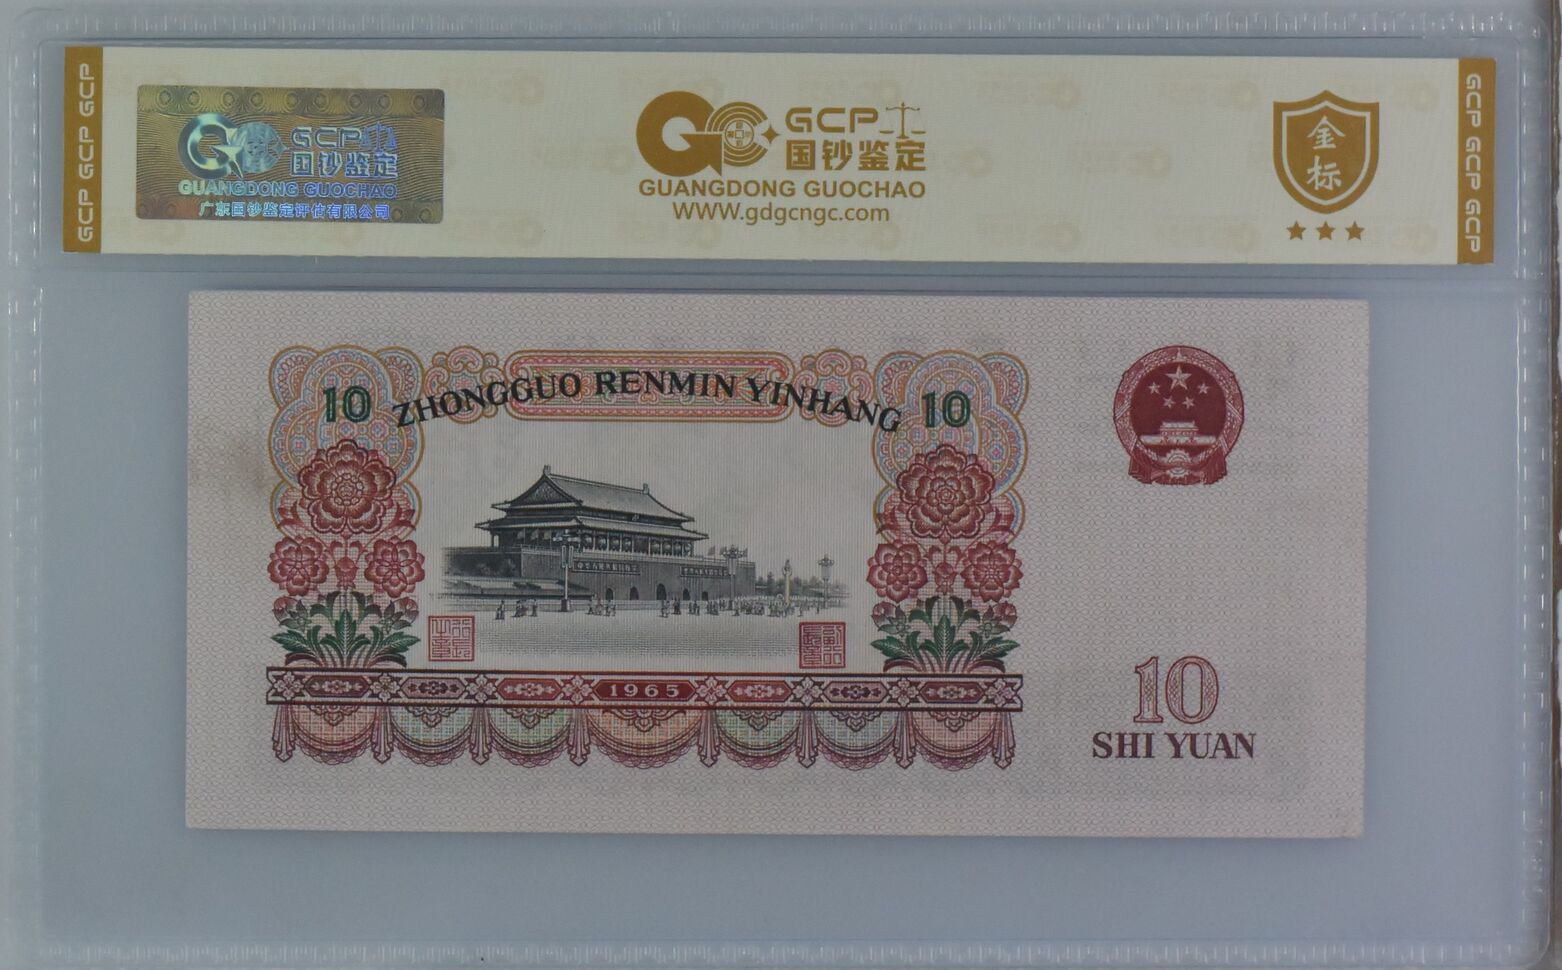 GCP GCP GCP
GCP 国钞鉴定
GUANGDONG GUOCHAO
广东国钞鉴定评估有限公司
GCP
国钞鉴定
GUANGDONG GUOCHAO
WWW.gdgcngc.com
金标
GCP GCP GCP
10 ZHONGGUO RENMIN YINHANG 10
1965
10
SHI YUAN